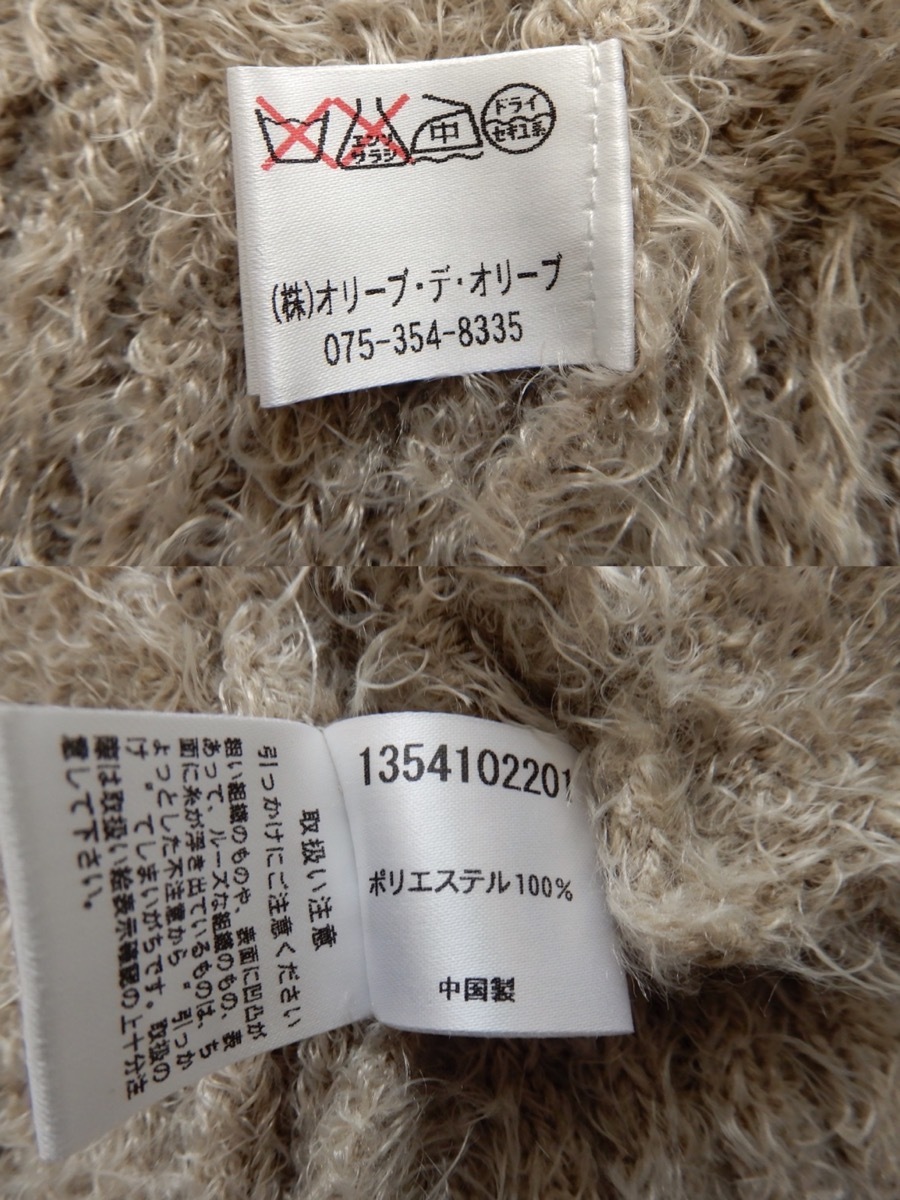 エンソ
サラシ
中
ドライ
セキユ系
(株)オリーブ・デ・オリーブ
075-354-8335
取扱い注意
引っかけにご注意ください
粗い組織のものや、表面に凹凸が
あって、ルーズな組織のもの、表
面に糸が浮き出ているものは、ち
ょっとした不注意から"引っか
け"てしまいがちです。取扱の
際は取扱い絵表示確認の上十分注
意して下さい。
1354102201
ポリエステル100%
中国製